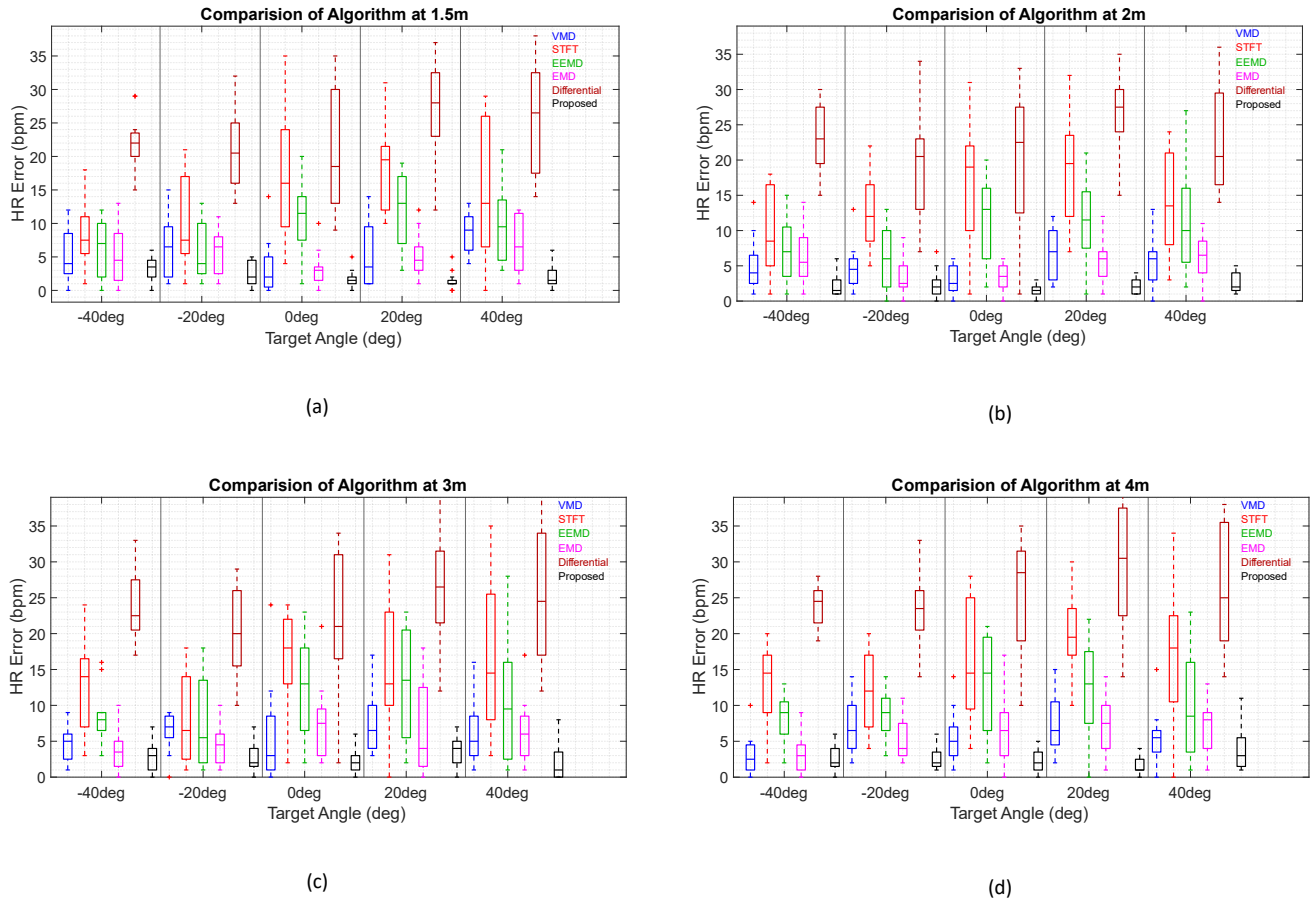 Comparision of Algorithm at 1.5m
HR Error (bpm)
35
30
25
20
15
10
5
0
VMD
STFT
EEMD
EMD
Differential
Proposed
-40deg -20deg 0deg 20deg 40deg
Target Angle (deg)
(a)
Comparision of Algorithm at 2m
HR Error (bpm)
35
30
25
20
15
10
5
0
VMD
STFT
EEMD
EMD
Differential
Proposed
-40deg -20deg 0deg 20deg 40deg
Target Angle (deg)
(b)
Comparision of Algorithm at 3m
HR Error (bpm)
35
30
25
20
15
10
5
0
VMD
STFT
EEMD
EMD
Differential
Proposed
-40deg -20deg 0deg 20deg 40deg
Target Angle (deg)
(c)
Comparision of Algorithm at 4m
HR Error (bpm)
35
30
25
20
15
10
5
0
VMD
STFT
EEMD
EMD
Differential
Proposed
-40deg -20deg 0deg 20deg 40deg
Target Angle (deg)
(d)